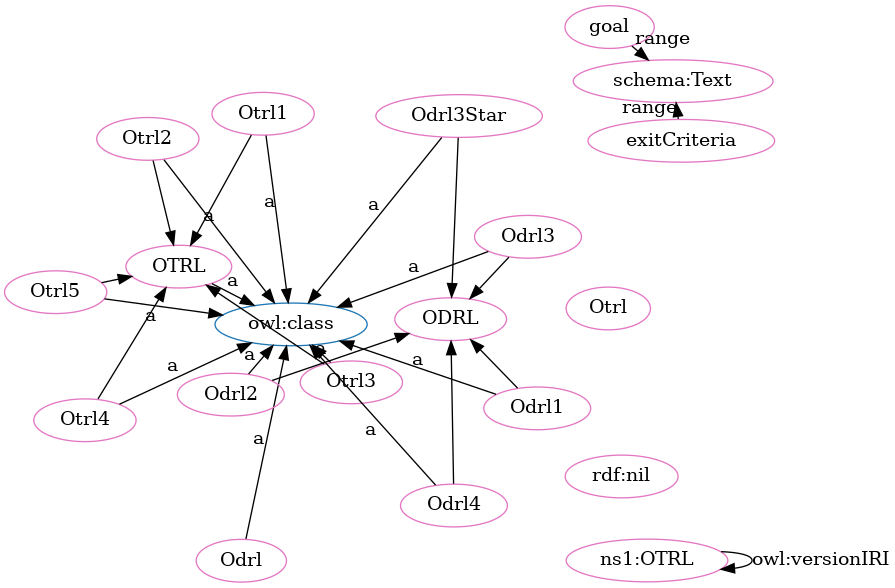 goal
range
schema:Text
range
exitCriteria
Otrl1
Odrl3Star
Otrl2
a
a
a
Odrl3
OTRL
a
a
Otrl5
Otrl
a
owl:class
ODRL
a
a
a
a
Otrl3
Odrl2
Odrl1
Otrl4
a
a
rdf:nil
Odrl4
Odrl
ns1:OTRL
owl:versionIRI